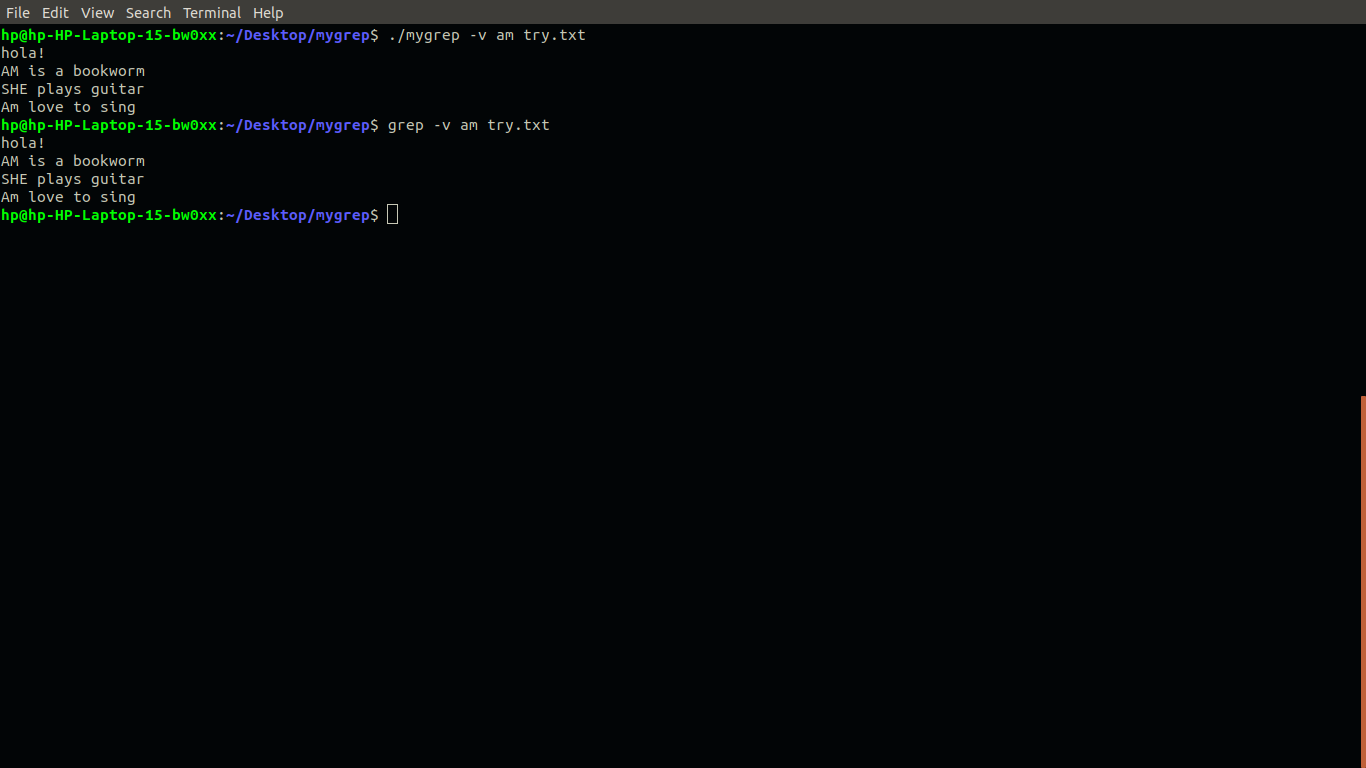 File Edit View Search Terminal Help
hp@hp-HP-Laptop-15-bw0xx:~/Desktop/mygrep$ ./mygrep -v am try.txt
hola!
AM is a bookworm
SHE plays guitar
Am love to sing
hp@hp-HP-Laptop-15-bw0xx:~/Desktop/mygrep$ grep -v am try.txt
hola!
AM is a bookworm
SHE plays guitar
Am love to sing
hp@hp-HP-Laptop-15-bw0xx:~/Desktop/mygrep$